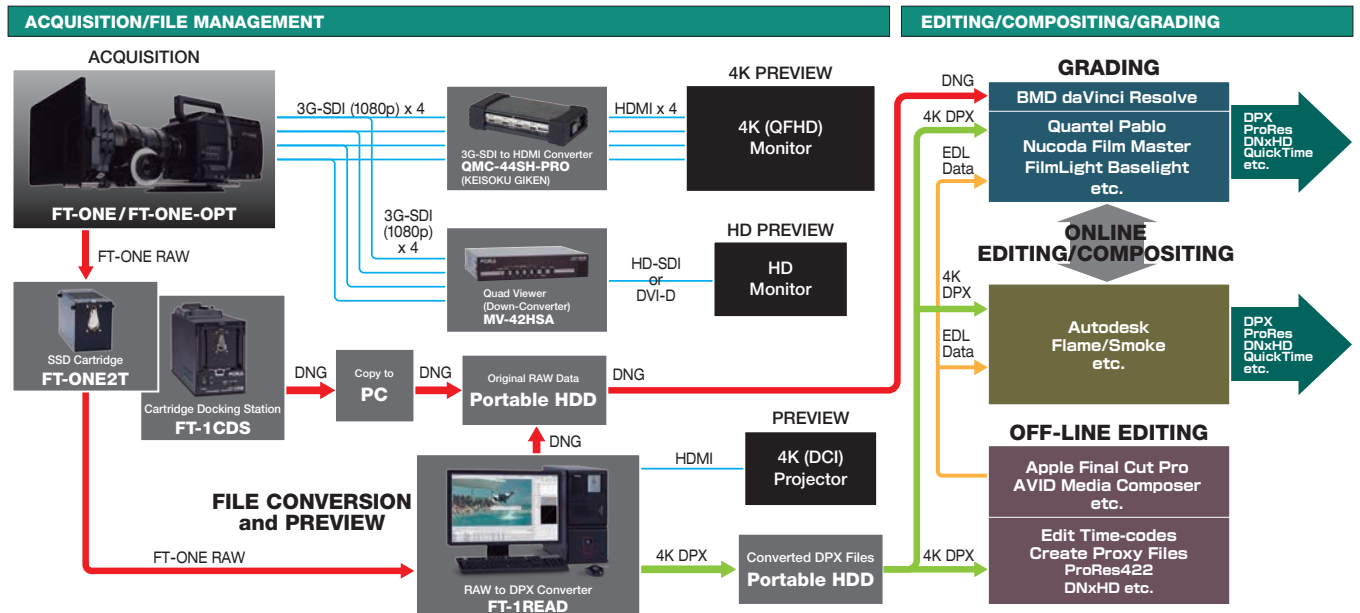 ACQUISITION/FILE MANAGEMENT
EDITING/COMPOSITING/GRADING
ACQUISITION
FT-ONE/FT-ONE-OPT
3G-SDI (1080p) x 4
3G-SDI to HDMI Converter
QMC-44SH-PRO
(KEISOKU GIKEN)
HDMI x 4
4K PREVIEW
4K (QFHD)
Monitor
3G-SDI
(1080p)
x 4
Quad Viewer
(Down-Converter)
MV-42HSA
HD-SDI
or
DVI-D
HD PREVIEW
HD
Monitor
FT-ONE RAW
SSD Cartridge
FT-ONE2T
Cartridge Docking Station
FT-1CDS
DNG
Copy to
PC
DNG
Original RAW Data
Portable HDD
DNG
DNG
FILE CONVERSION
and PREVIEW
FT-ONE RAW
RAW to DPX Converter
FT-1READ
HDMI
PREVIEW
4K (DCI)
Projector
4K DPX
Converted DPX Files
Portable HDD
4K DPX
DNG
4K DPX
EDL
Data
GRADING
BMD daVinci Resolve
Quantel Pablo
Nucoda Film Master
FilmLight Baselight
etc.
DPX
ProRes
DNxHD
QuickTime
etc.
ONLINE
EDITING/COMPOSITING
4K
DPX
EDL
Data
Autodesk
Flame/Smoke
etc.
DPX
ProRes
DNxHD
QuickTime
etc.
OFF-LINE EDITING
Apple Final Cut Pro
AVID Media Composer
etc.
Edit Time-codes
Create Proxy Files
ProRes422
DNxHD etc.